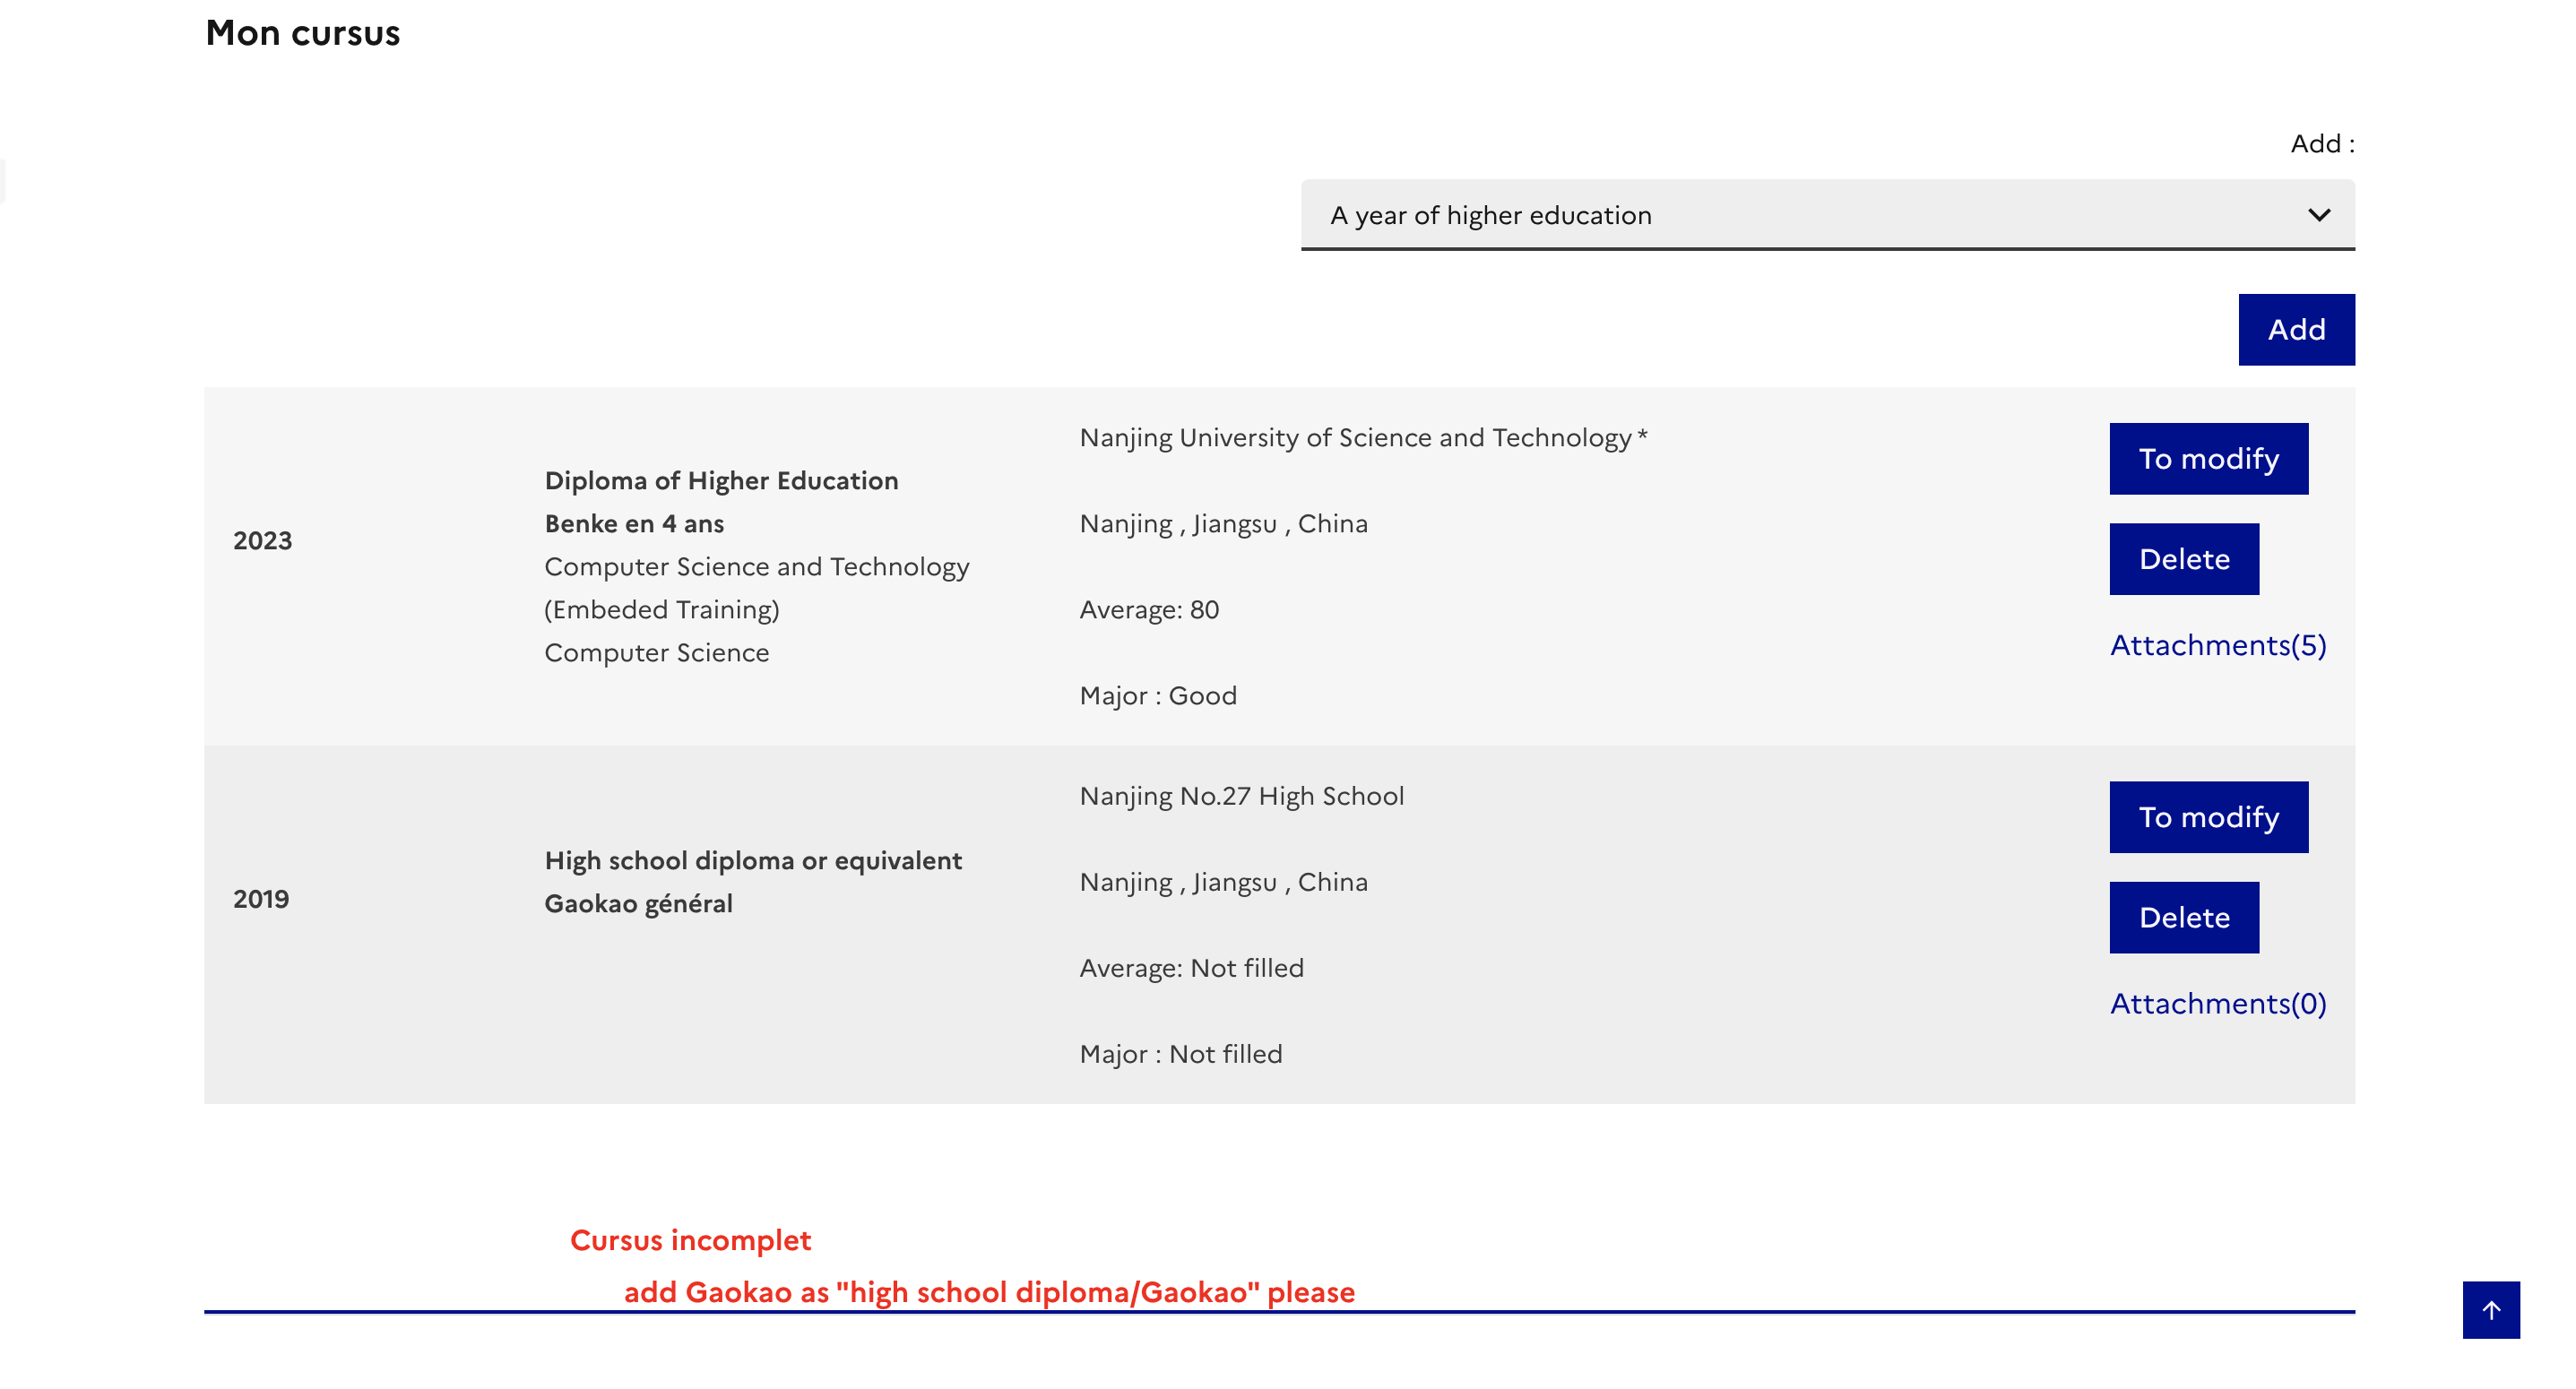 Mon cursus
Add :
A year of higher education
Add
2023
Diploma of Higher Education
Benke en 4 ans
Computer Science and Technology
(Embeded Training)
Computer Science
Nanjing University of Science and Technology *
Nanjing , Jiangsu , China
Average: 80
Major : Good
To modify
Delete
Attachments(5)
2019
High school diploma or equivalent
Gaokao général
Nanjing No.27 High School
Nanjing , Jiangsu , China
Average: Not filled
Major : Not filled
To modify
Delete
Attachments(0)
Cursus incomplet
add Gaokao as "high school diploma/Gaokao" please